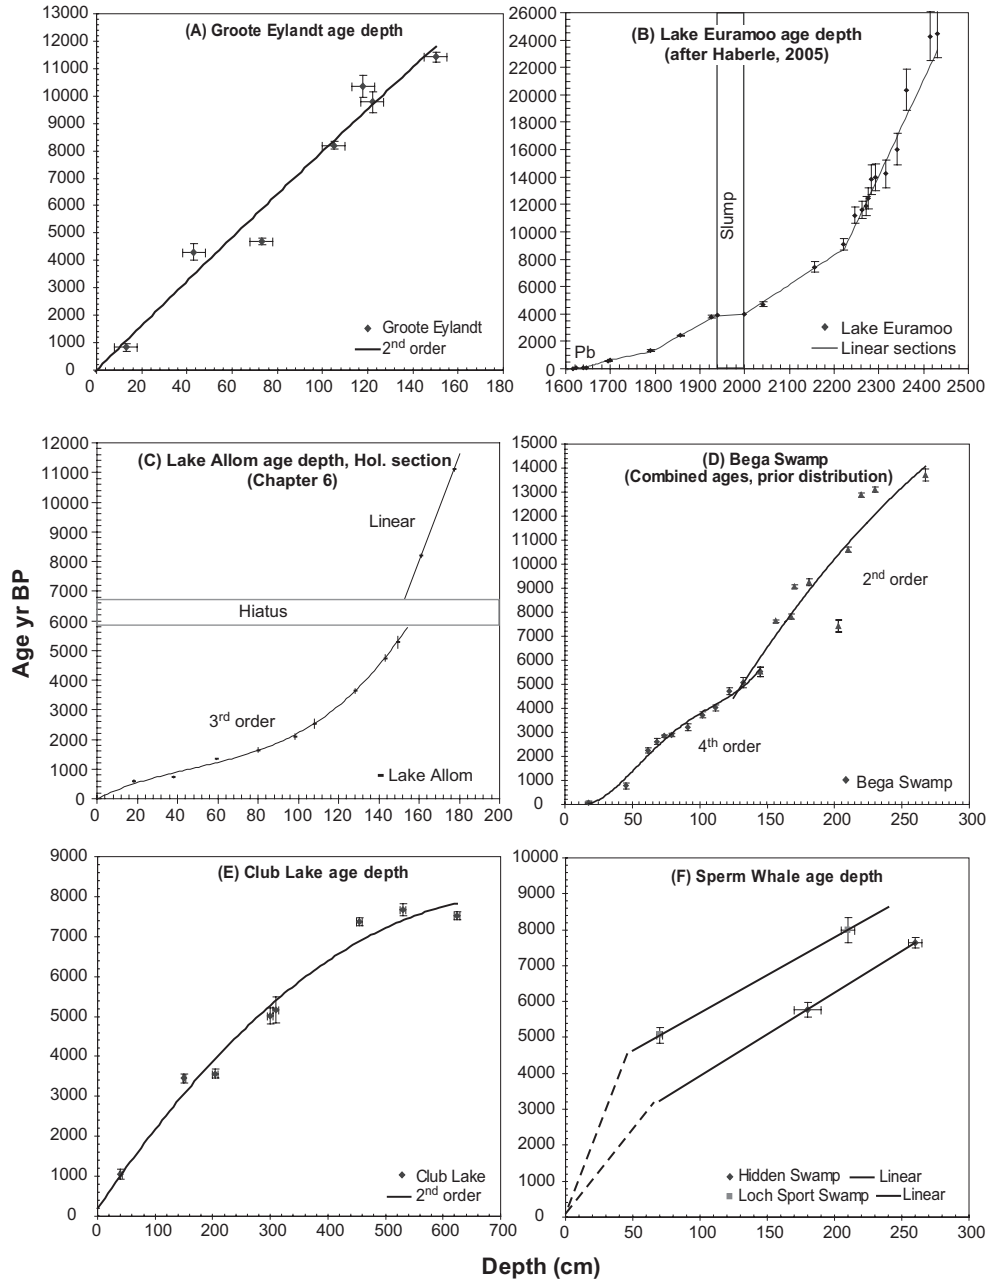 (A) Groote Eylandt age depth
13000
12000
11000
10000
9000
8000
7000
6000
5000
4000
3000
2000
1000
0
Groote Eylandt
2nd order
0 20 40 60 80 100 120 140 160 180
(B) Lake Euramoo age depth
(after Haberle, 2005)
26000
24000
22000
20000
18000
16000
14000
12000
10000
8000
6000
4000
2000
0
Slump
Pb
Lake Euramoo
Linear sections
1600 1700 1800 1900 2000 2100 2200 2300 2400 2500
(C) Lake Allom age depth, Hol. section
(Chapter 6)
12000
11000
10000
9000
8000
7000
6000
5000
4000
3000
2000
1000
0
Linear
Hiatus
3rd order
Lake Allom
0 20 40 60 80 100 120 140 160 180 200
(D) Bega Swamp
(Combined ages, prior distribution)
15000
14000
13000
12000
11000
10000
9000
8000
7000
6000
5000
4000
3000
2000
1000
0
2nd order
4th order
Bega Swamp
0 50 100 150 200 250 300
Age yr BP
(E) Club Lake age depth
9000
8000
7000
6000
5000
4000
3000
2000
1000
0
Club Lake
2nd order
0 100 200 300 400 500 600 700
(F) Sperm Whale age depth
10000
9000
8000
7000
6000
5000
4000
3000
2000
1000
0
Hidden Swamp Linear
Loch Sport Swamp Linear
0 50 100 150 200 250 300
Depth (cm)